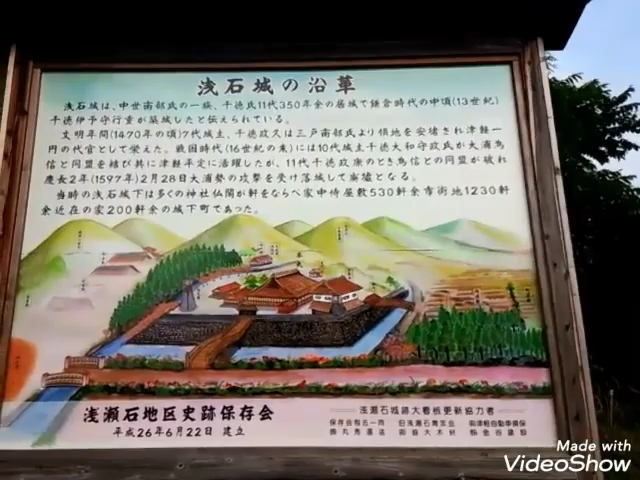 浅石城の沿革
浅石城は、中世南部氏の一族、千徳氏11代350年余の居城で鎌倉時代の中頃(13世紀)
千徳伊予守行重が築城したと伝えられている。
文明年間(1470年の頃)7代城主、千徳政久は三戸南部氏より領地を安堵され津軽一
円の代官として栄えた。戦国時代(16世紀の末)には10代城主千徳大和守政氏が大浦為
信と同盟を結び共に津軽平定に活躍したが、11代千徳政康のとき為信との同盟が破れ
慶長2年(1597年)2月28日大浦勢の攻撃を受け落城して廃墟となる。
当時の浅石城下は多くの神社仏閣が軒をならべ家中侍屋敷530軒余市街地1230軒
余近在の家200軒余の城下町であった。
浅瀬石地区史跡保存会
平成26年6月22日 建立
浅瀬石城跡大看板更新協力者
Made with
VideoShow